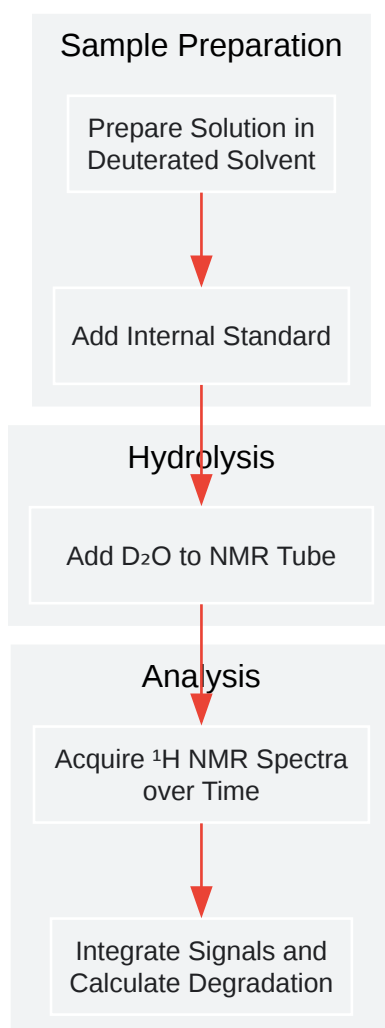 Sample Preparation
Prepare Solution in
Deuterated Solvent
Add Internal Standard
Hydrolysis
Add D₂O to NMR Tube
Analysis
Acquire ¹H NMR Spectra
over Time
Integrate Signals and
Calculate Degradation